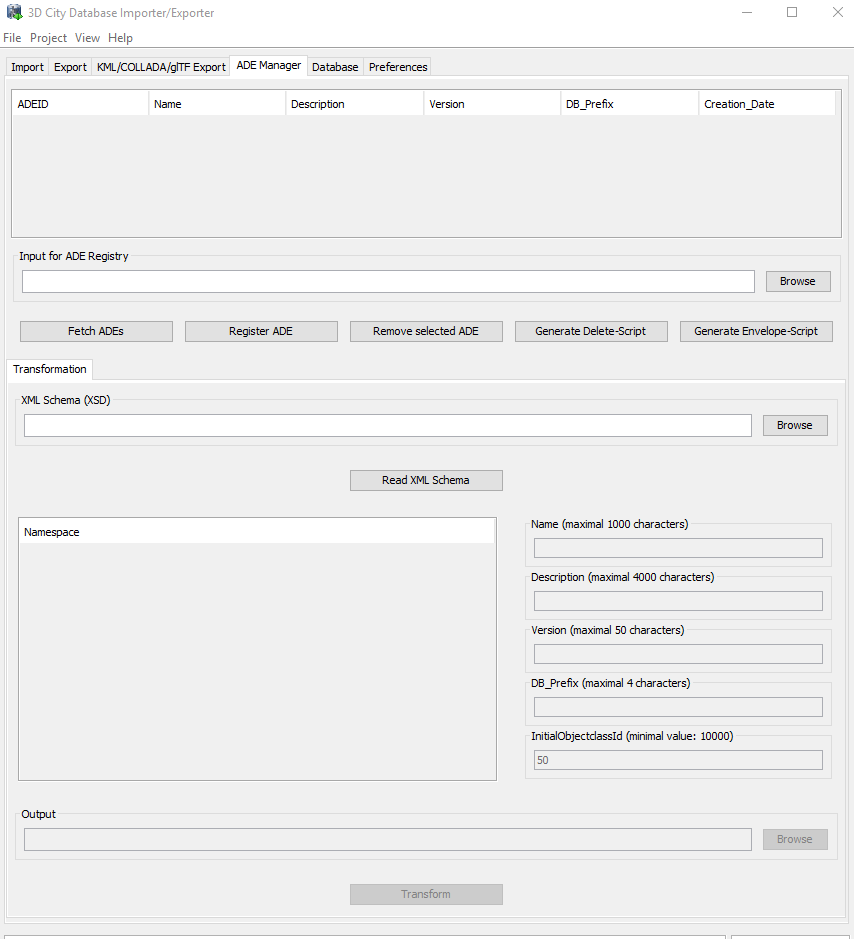 3D City Database Importer/Exporter
File Project View Help
Import Export KML/COLLADA/glTF Export ADE Manager Database Preferences
ADEID Name Description Version DB_Prefix Creation_Date
Input for ADE Registry
Browse
Fetch ADEs Register ADE Remove selected ADE Generate Delete-Script Generate Envelope-Script
Transformation
XML Schema (XSD)
Browse
Read XML Schema
Namespace
Name (maximal 1000 characters)
Description (maximal 4000 characters)
Version (maximal 50 characters)
DB_Prefix (maximal 4 characters)
InitialObjectclassId (minimal value: 10000)
50
Output
Browse
Transform